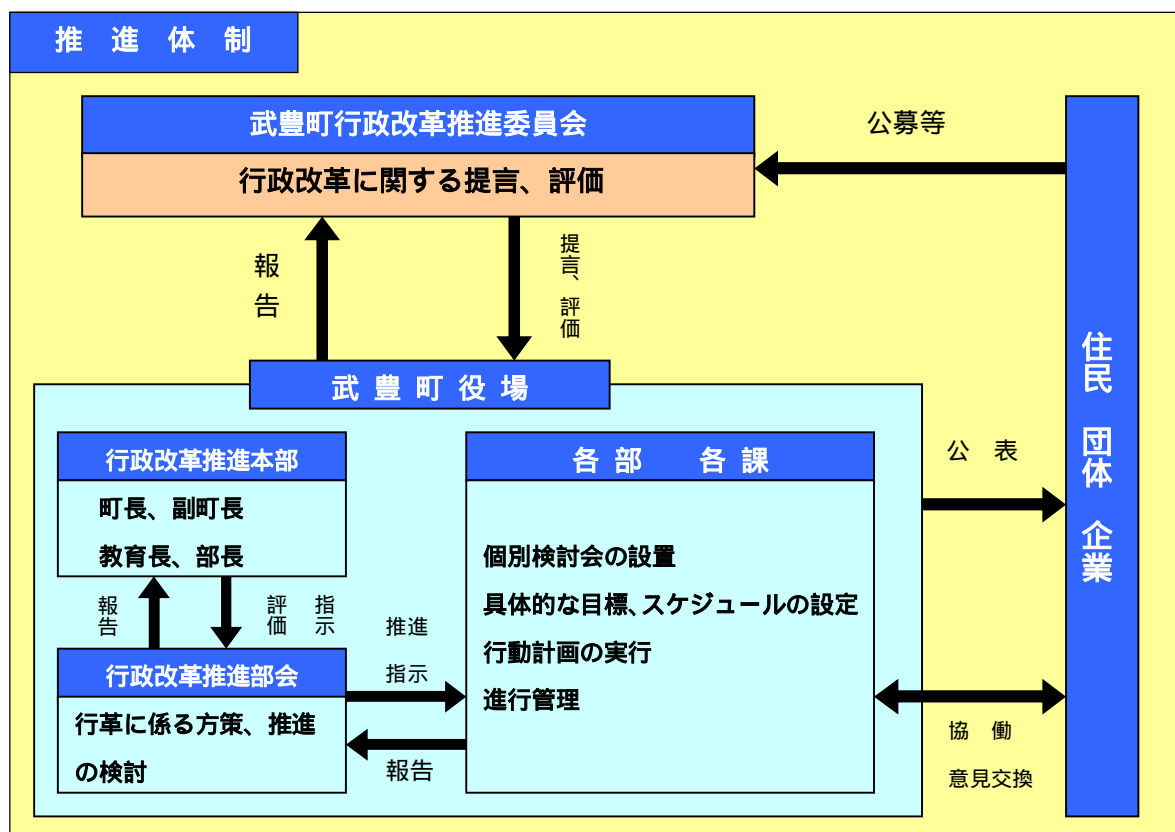 推 進 体 制
武豊町行政改革推進委員会
行政改革に関する提言、評価
公募等
報告
提言、評価
武 豊 町 役 場
行政改革推進本部
町長、副町長
教育長、部長
報告
評価 指示
行政改革推進部会
行革に係る方策、推進
の検討
推進
指示
報告
各 部 各 課
個別検討会の設置
具体的な目標、スケジュールの設定
行動計画の実行
進行管理
公 表
協 働
意見交換
住民 団体 企業